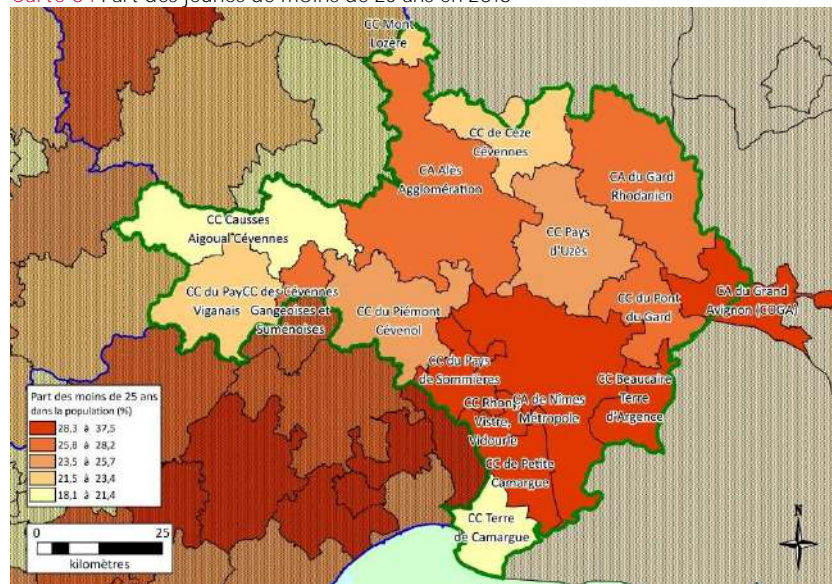 Carte 34 Part des jeunes de moins de 25 ans en 2018
CC Mont
Lozère
CC de Cèze
Cévennes
CA Alès
Agglomération
CA du Gard
Rhodanien
CC Causses
Aigoual Cévennes
CC Pays
d'Uzès
CC du Pays
Viganais
CC des Cévennes
Gangeoises et
Suménoises
CC du Piémont
Cévenol
CC du Pont
du Gard
CA du Grand
Avignon (COGA)
CC du Pays
de Sommières
CC Rhony,
Vistre,
Vidourle
CA de Nîmes
Métropole
CC Beaucaire
Terre
d'Argence
CC de Petite
Camargue
CC Terre
de Camargue
Part des moins de 25 ans
dans la population (%)
28,3 à 37,5
25,8 à 28,2
23,5 à 25,7
21,5 à 23,4
18,1 à 21,4
0 25
kilomètres
N